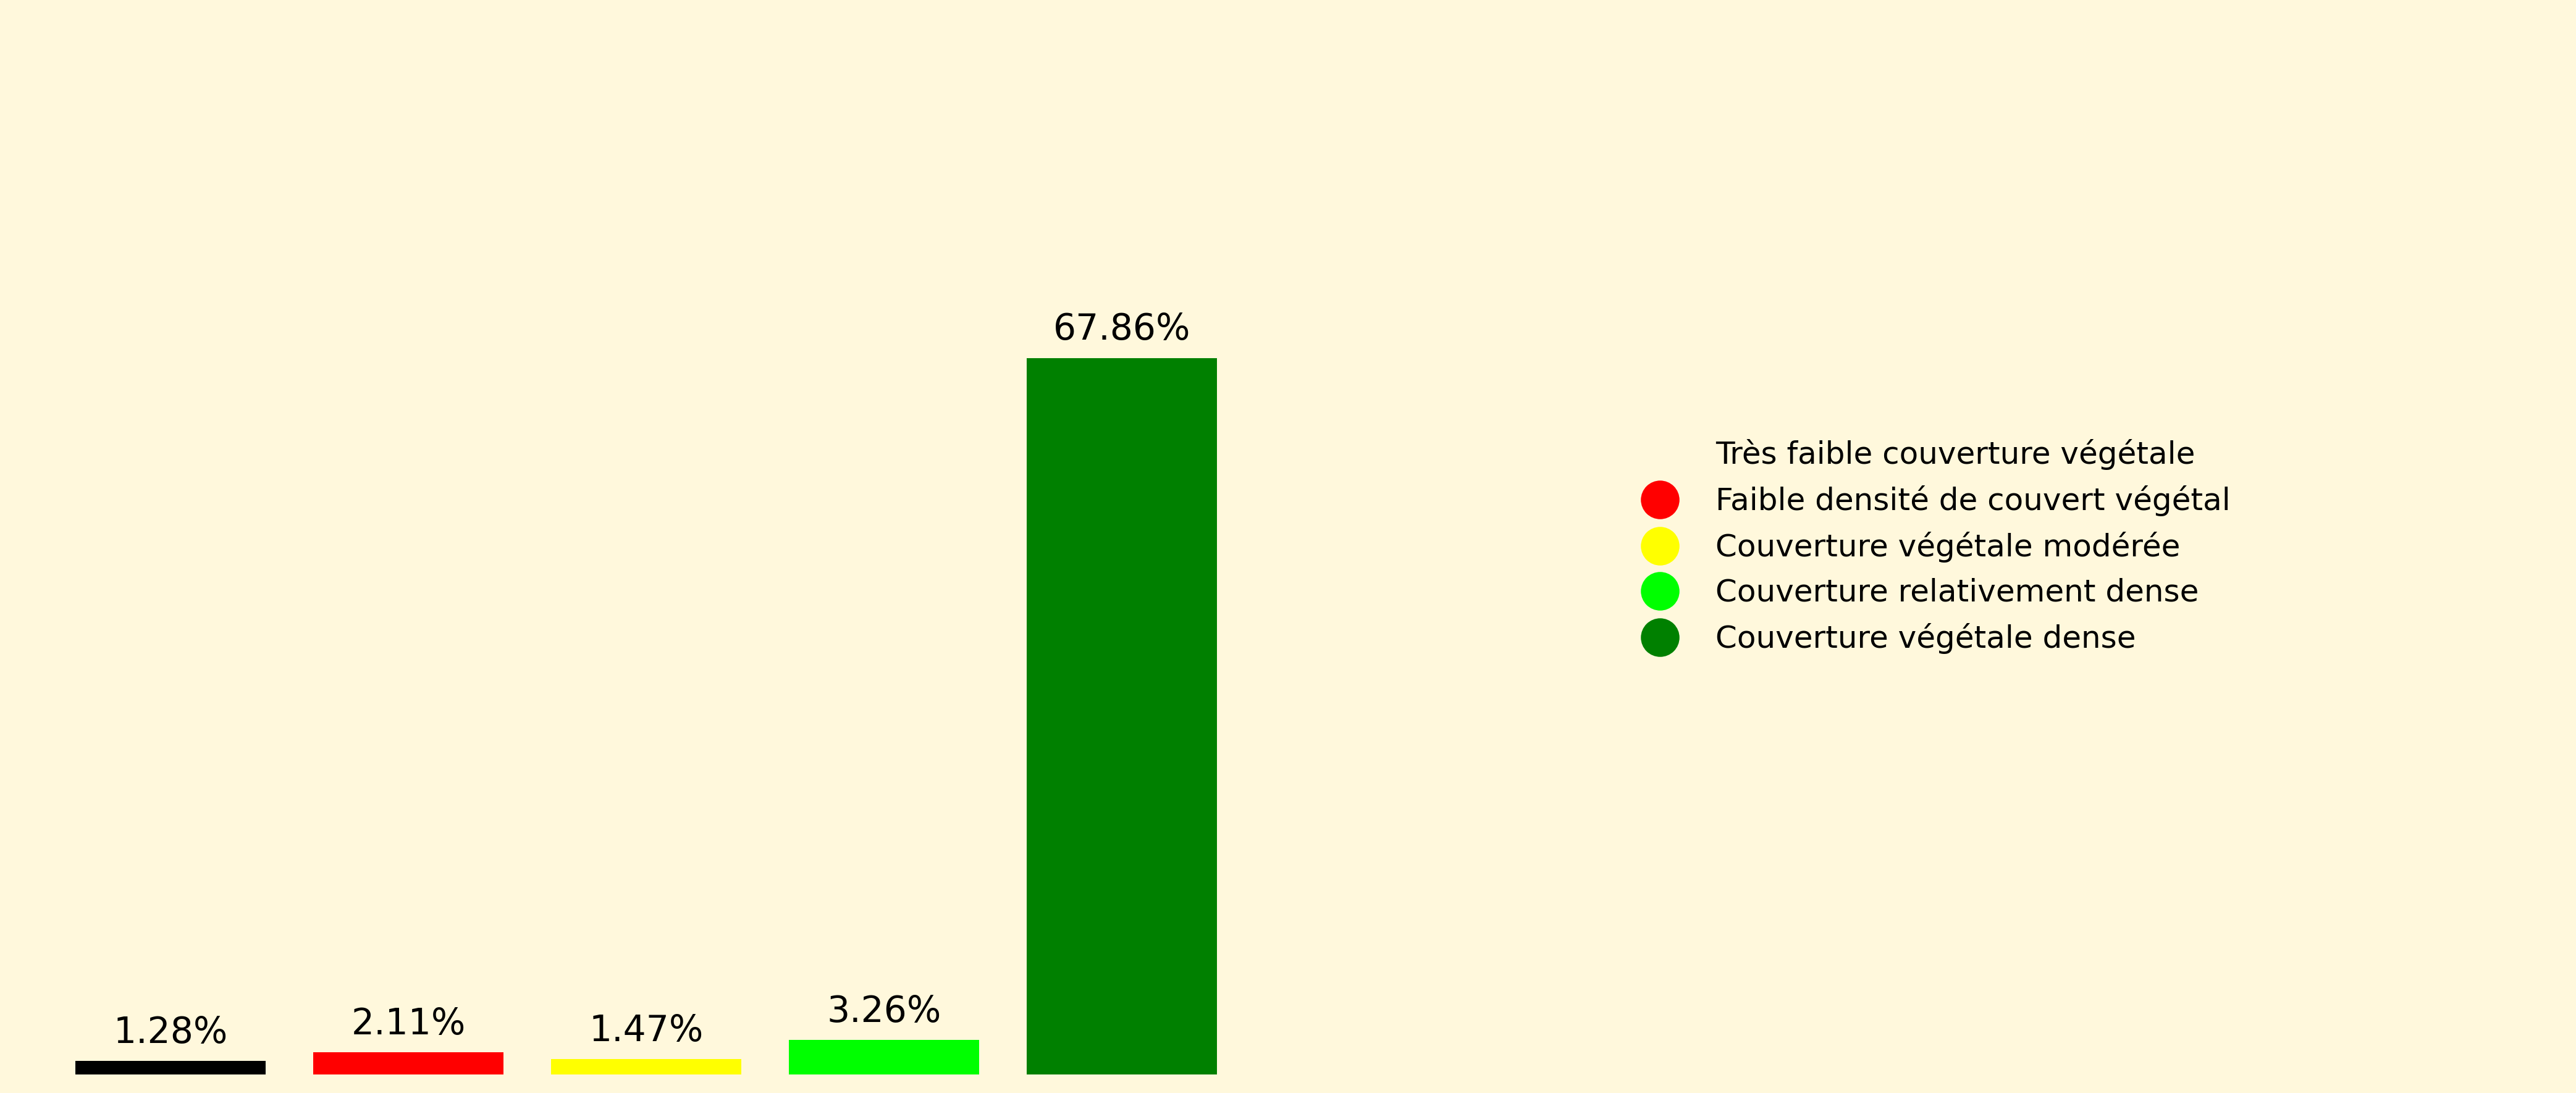 67.86%
Très faible couverture végétale
Faible densité de couvert végétal
Couverture végétale modérée
Couverture relativement dense
Couverture végétale dense
3.26%
2.11%
1.47%
1.28%